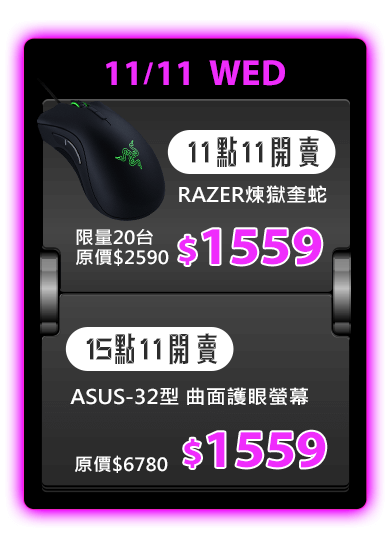 11/11 WED
11點11開賣
RAZER煉獄奎蛇
限量20台
原價$2590 $1559
15點11開賣
ASUS-32型 曲面護眼螢幕
原價$6780 $1559